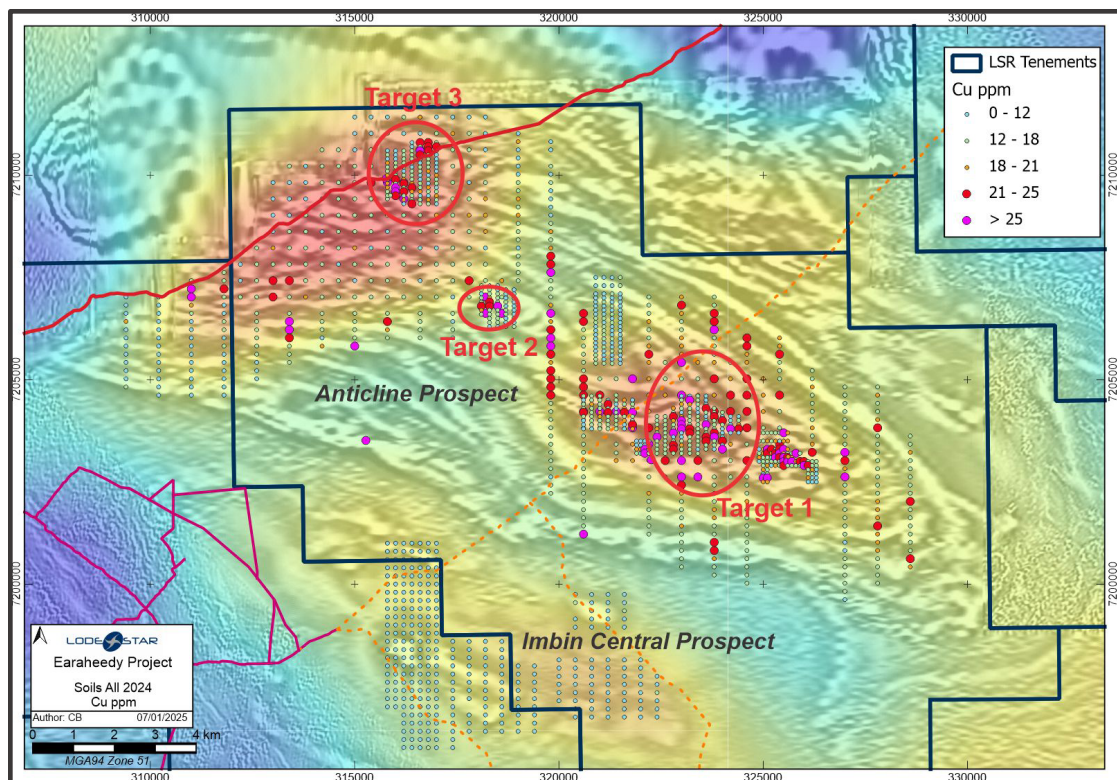 310000 315000 320000 325000 330000
LSR Tenements
Cu ppm
0 - 12
12 - 18
18 - 21
21 - 25
> 25
Target 3
7210000 7210000
Target 2
7205000 7205000
Anticline Prospect
Target 1
7200000 7200000
Imbin Central Prospect
LODE STAR
Earaheedy Project
Soils All 2024
Cu ppm
Author: CB 07/01/2025
0 1 2 3 4 km
MGA94 Zone 51
310000 315000 320000 325000 330000